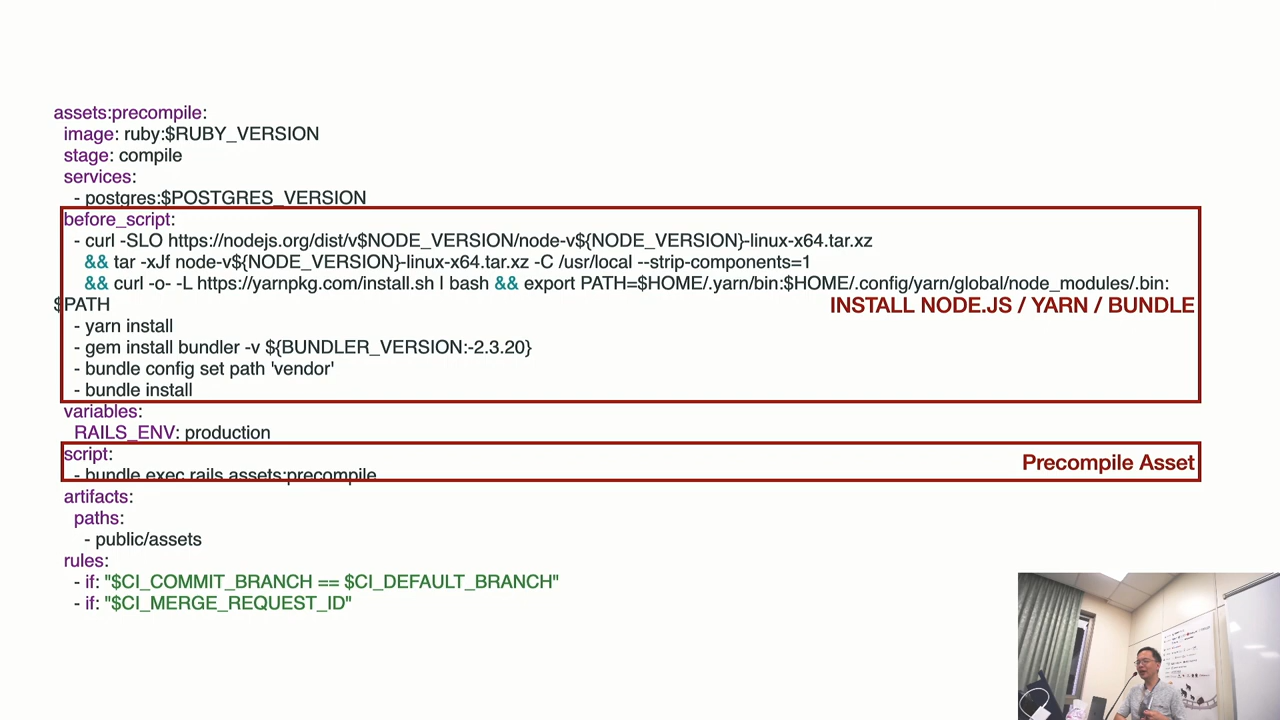 assets:precompile:
image: ruby:$RUBY_VERSION
stage: compile
services:
- postgres:$POSTGRES_VERSION
before_script:
- curl -SLO https://nodejs.org/dist/v$NODE_VERSION/node-v${NODE_VERSION}-linux-x64.tar.xz
&& tar -xJf node-v${NODE_VERSION}-linux-x64.tar.xz -C /usr/local --strip-components=1
&& curl -o- -L https://yarnpkg.com/install.sh | bash && export PATH=$HOME/.yarn/bin:$HOME/.config/yarn/global/node_modules/.bin:
$PATH
INSTALL NODE.JS / YARN / BUNDLE
- yarn install
- gem install bundler -v ${BUNDLER_VERSION:-2.3.20}
- bundle config set path 'vendor'
- bundle install
variables:
RAILS_ENV: production
script:
Precompile Asset
- bundle exec rails assets:precompile
artifacts:
paths:
- public/assets
rules:
- if: "$CI_COMMIT_BRANCH == $CI_DEFAULT_BRANCH"
- if: "$CI_MERGE_REQUEST_ID"